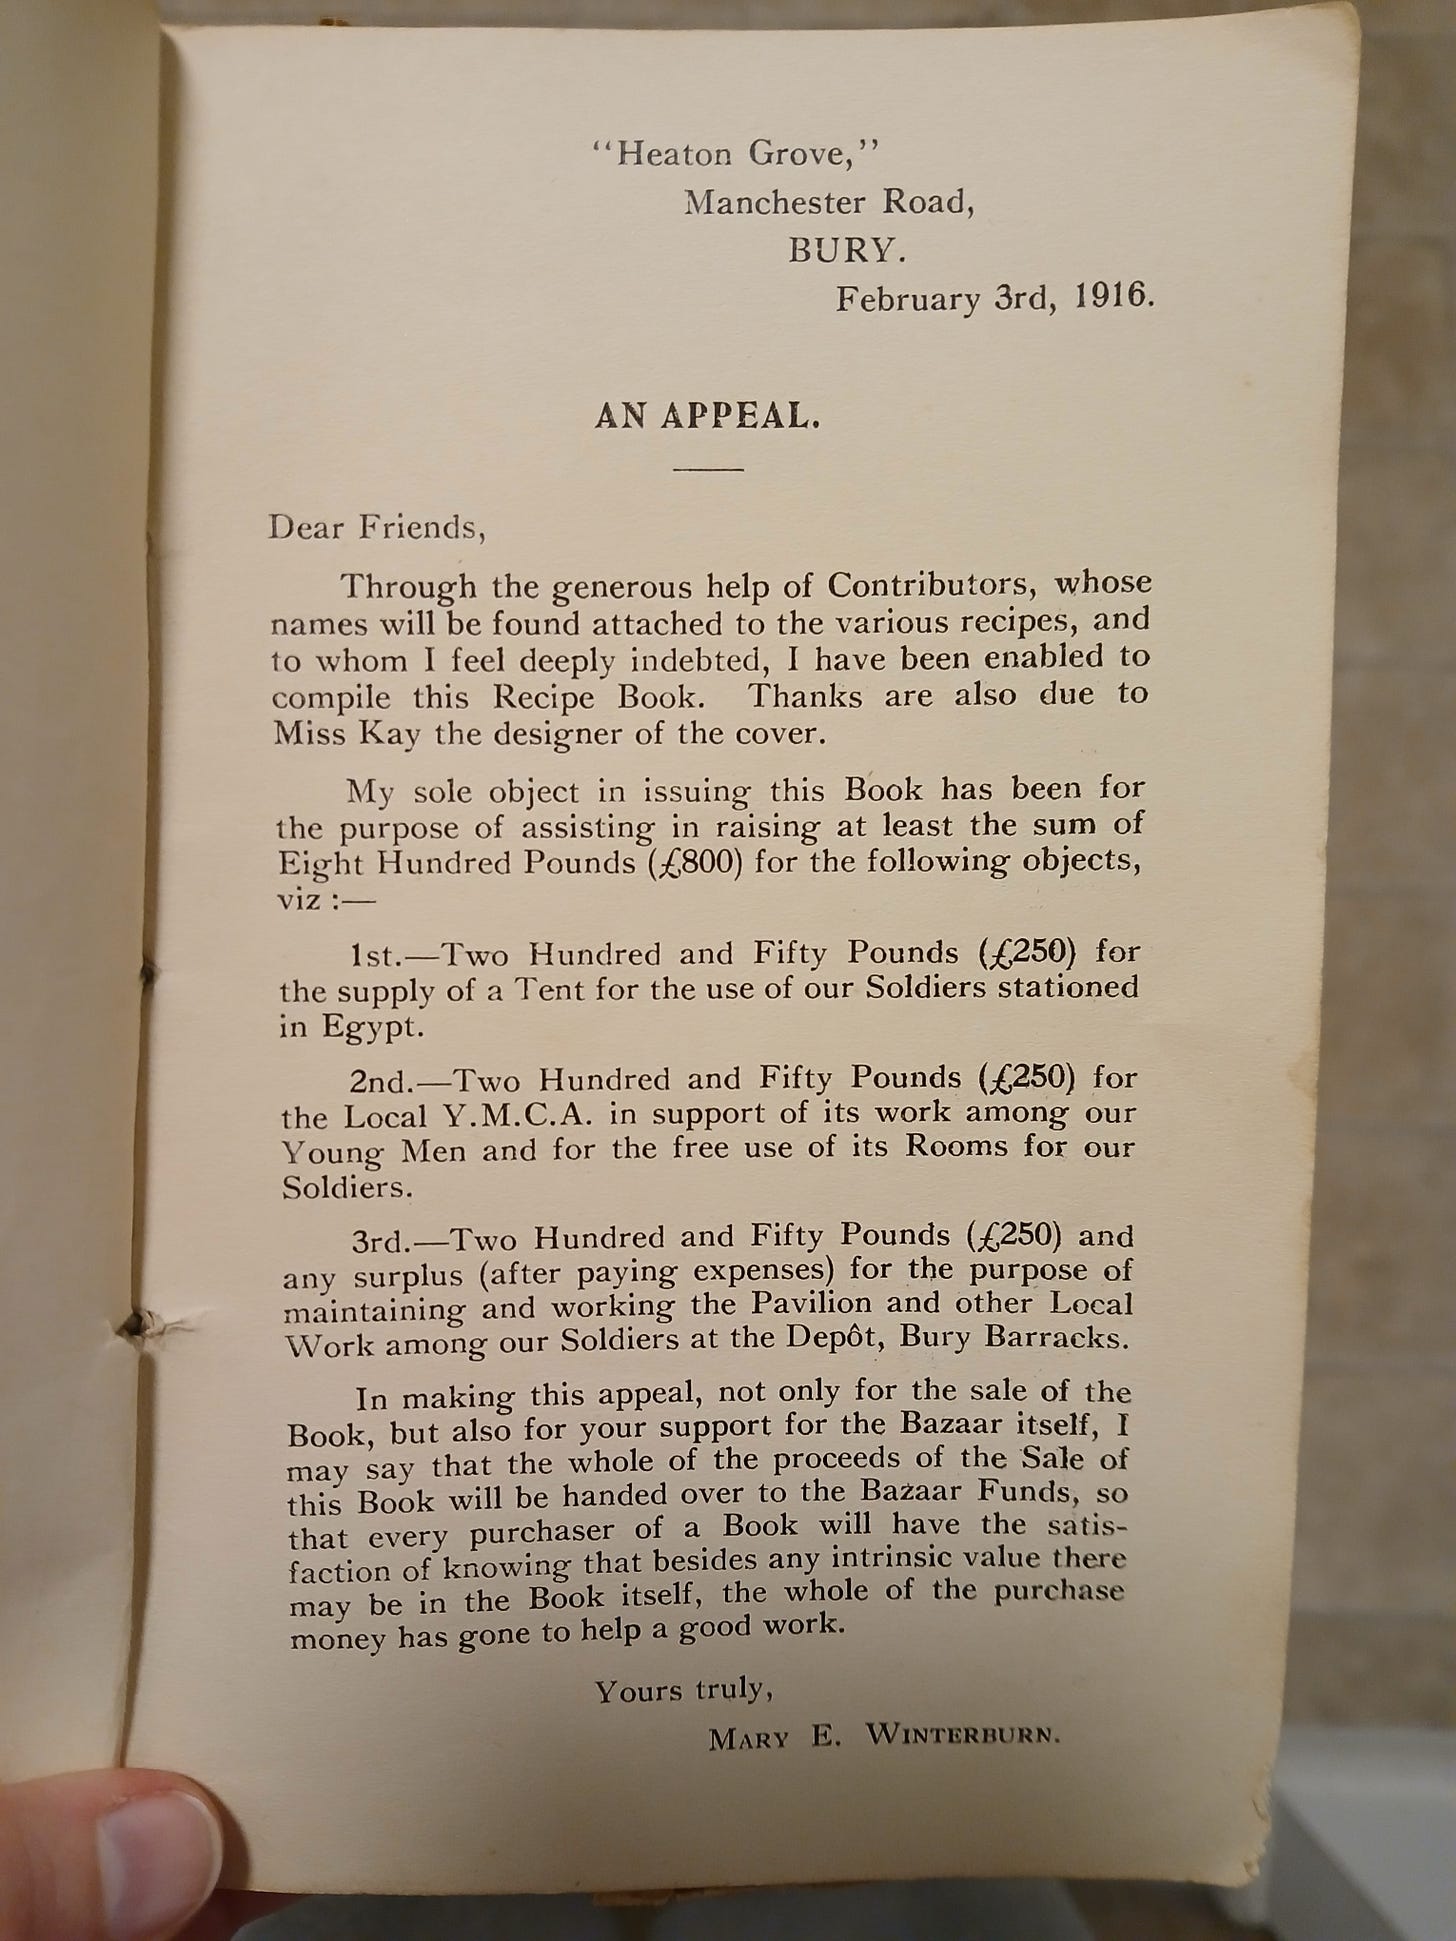 “Heaton Grove,”
Manchester Road,
BURY.
February 3rd, 1916.
AN APPEAL.
Dear Friends,
Through the generous help of Contributors, whose
names will be found attached to the various recipes, and
to whom I feel deeply indebted, I have been enabled to
compile this Recipe Book. Thanks are also due to
Miss Kay the designer of the cover.
My sole object in issuing this Book has been for
the purpose of assisting in raising at least the sum of
Eight Hundred Pounds (£800) for the following objects,
viz :—
1st.—Two Hundred and Fifty Pounds (£250) for
the supply of a Tent for the use of our Soldiers stationed
in Egypt.
2nd.—Two Hundred and Fifty Pounds (£250) for
the Local Y.M.C.A. in support of its work among our
Young Men and for the free use of its Rooms for our
Soldiers.
3rd.—Two Hundred and Fifty Pounds (£250) and
any surplus (after paying expenses) for the purpose of
maintaining and working the Pavilion and other Local
Work among our Soldiers at the Depôt, Bury Barracks.
In making this appeal, not only for the sale of the
Book, but also for your support for the Bazaar itself, I
may say that the whole of the proceeds of the Sale of
this Book will be handed over to the Bazaar Funds, so
that every purchaser of a Book will have the satis-
faction of knowing that besides any intrinsic value there
may be in the Book itself, the whole of the purchase
money has gone to help a good work.
Yours truly,
MARY E. WINTERBURN.